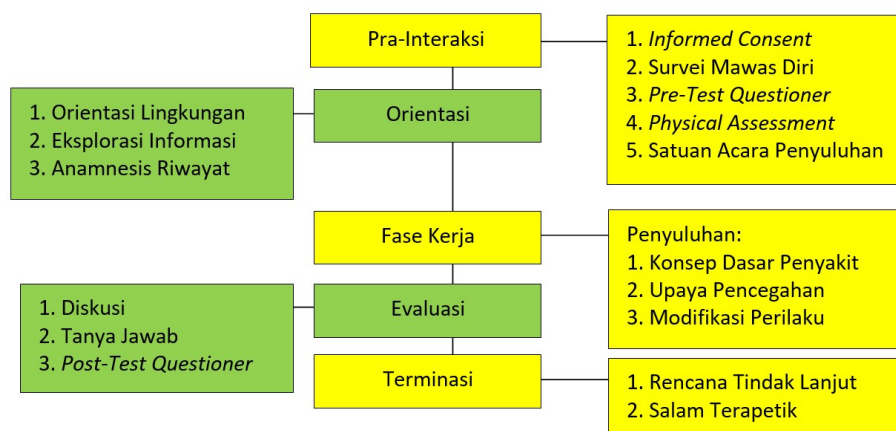 Pra-Interaksi
1. Informed Consent
2. Survei Mawas Diri
3. Pre-Test Questioner
4. Physical Assessment
5. Satuan Acara Penyuluhan
Orientasi
1. Orientasi Lingkungan
2. Eksplorasi Informasi
3. Anamnesis Riwayat
Fase Kerja
Penyuluhan:
1. Konsep Dasar Penyakit
2. Upaya Pencegahan
3. Modifikasi Perilaku
Evaluasi
1. Diskusi
2. Tanya Jawab
3. Post-Test Questioner
Terminasi
1. Rencana Tindak Lanjut
2. Salam Terapetik